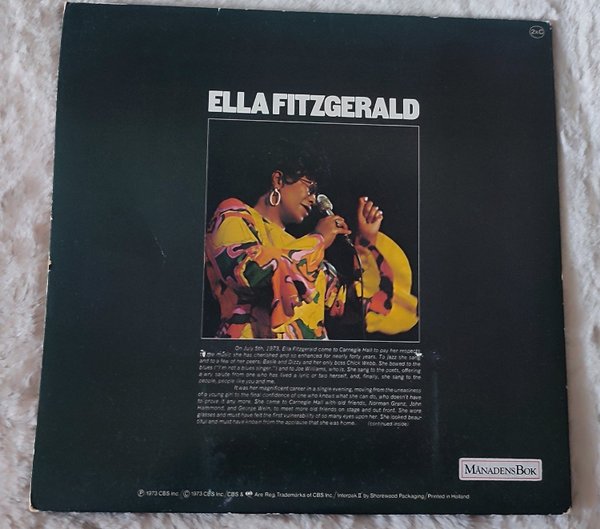 2xC
ELLA FITZGERALD
On July 5th, 1973, Ella Fitzgerald came to Carnegie Hall to pay her respects
to the music she has cherished and so enhanced for nearly forty years. To jazz she sang
and to a few of her peers: Basie and Dizzy and her only boss Chick Webb. She bowed to the
blues ("I'm not a blues singer.") and to Joe Williams, who is. She sang to the poets, offering
a wry salute from one who has lived a lyric or two herself, and, finally, she sang to the
people, people like you and me.
It was her magnificent career in a single evening, moving from the uneasiness
of a young girl to the final confidence of one who knows what she can do, who doesn't have
to prove it any more. She came to Carnegie Hall with old friends, Norman Granz, John
Hammond, and George Wein, to meet more old friends on stage and out front. She wore
glasses and must have felt the first vulnerability of so many eyes upon her. She looked beau-
tiful and must have known from the applause that she was home. (continued inside)
MÅNADENS BOK
Ⓟ 1973 CBS Inc. / © 1973 CBS Inc. / CBS & Are Reg. Trademarks of CBS Inc. / Interpak II by Shorewood Packaging / Printed in Holland